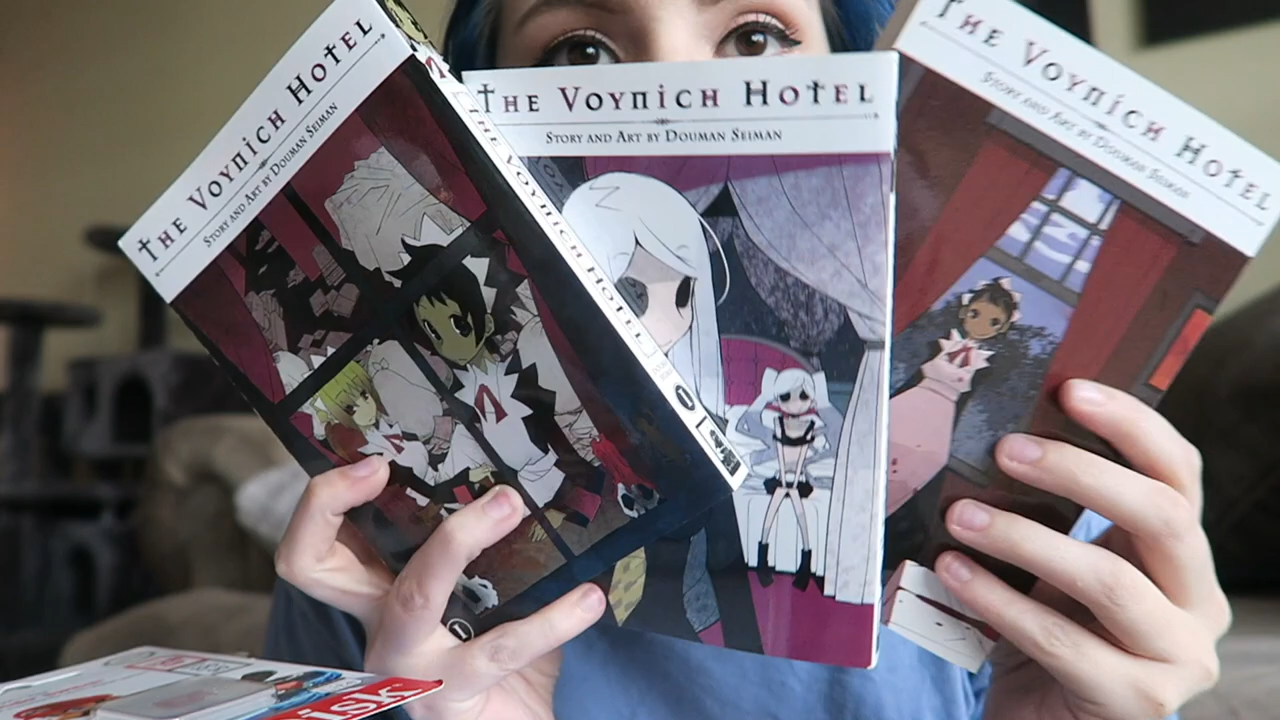 THE VOYNICH HOTEL
STORY AND ART BY DOUMAN SEIMAN
THE VOYNICH HOTEL
I
I
THE VOYNICH HOTEL
STORY AND ART BY DOUMAN SEIMAN
THE VOYNICH HOTEL
STORY AND ART BY DOUMAN SEIMAN
isk